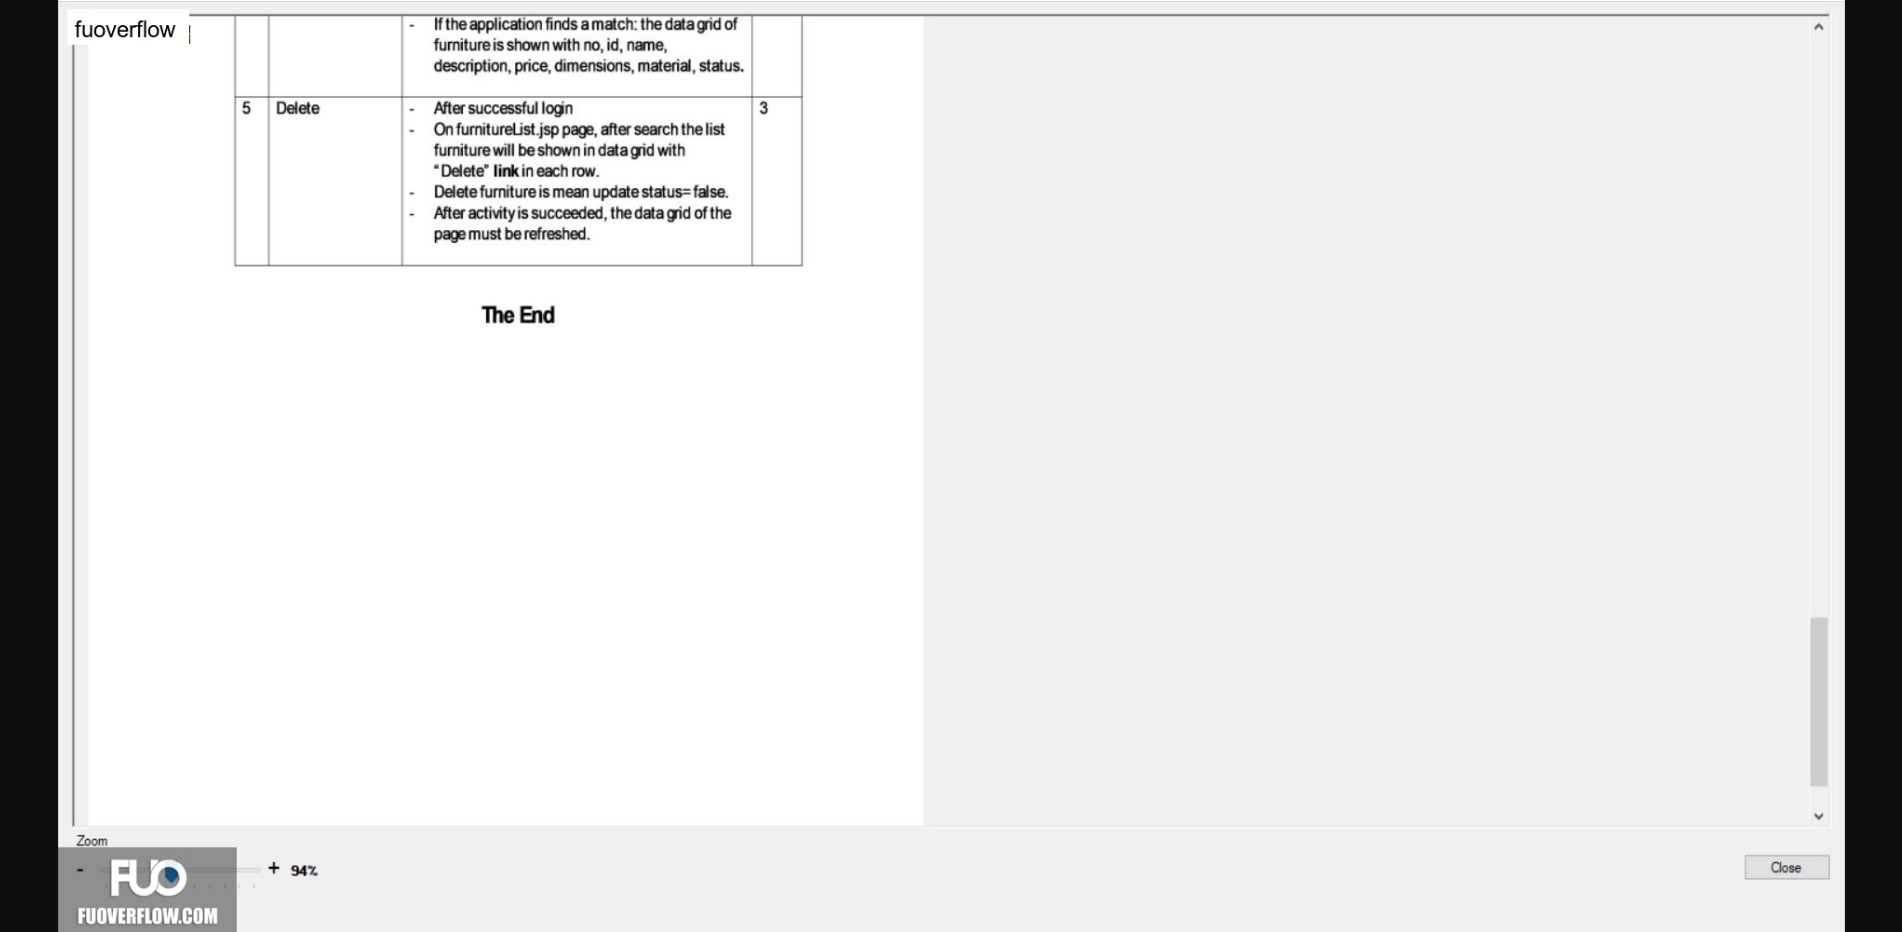 fuoverflow
- If the application finds a match: the data grid of
furniture is shown with no, id, name,
description, price, dimensions, material, status.
5 Delete - After successful login 3
- On furnitureList.jsp page, after search the list
furniture will be shown in data grid with
“Delete” link in each row.
- Delete furniture is mean update status= false.
- After activity is succeeded, the data grid of the
page must be refreshed.
The End
Zoom
- + 94%
Close
FUO
FUOVERFLOW.COM